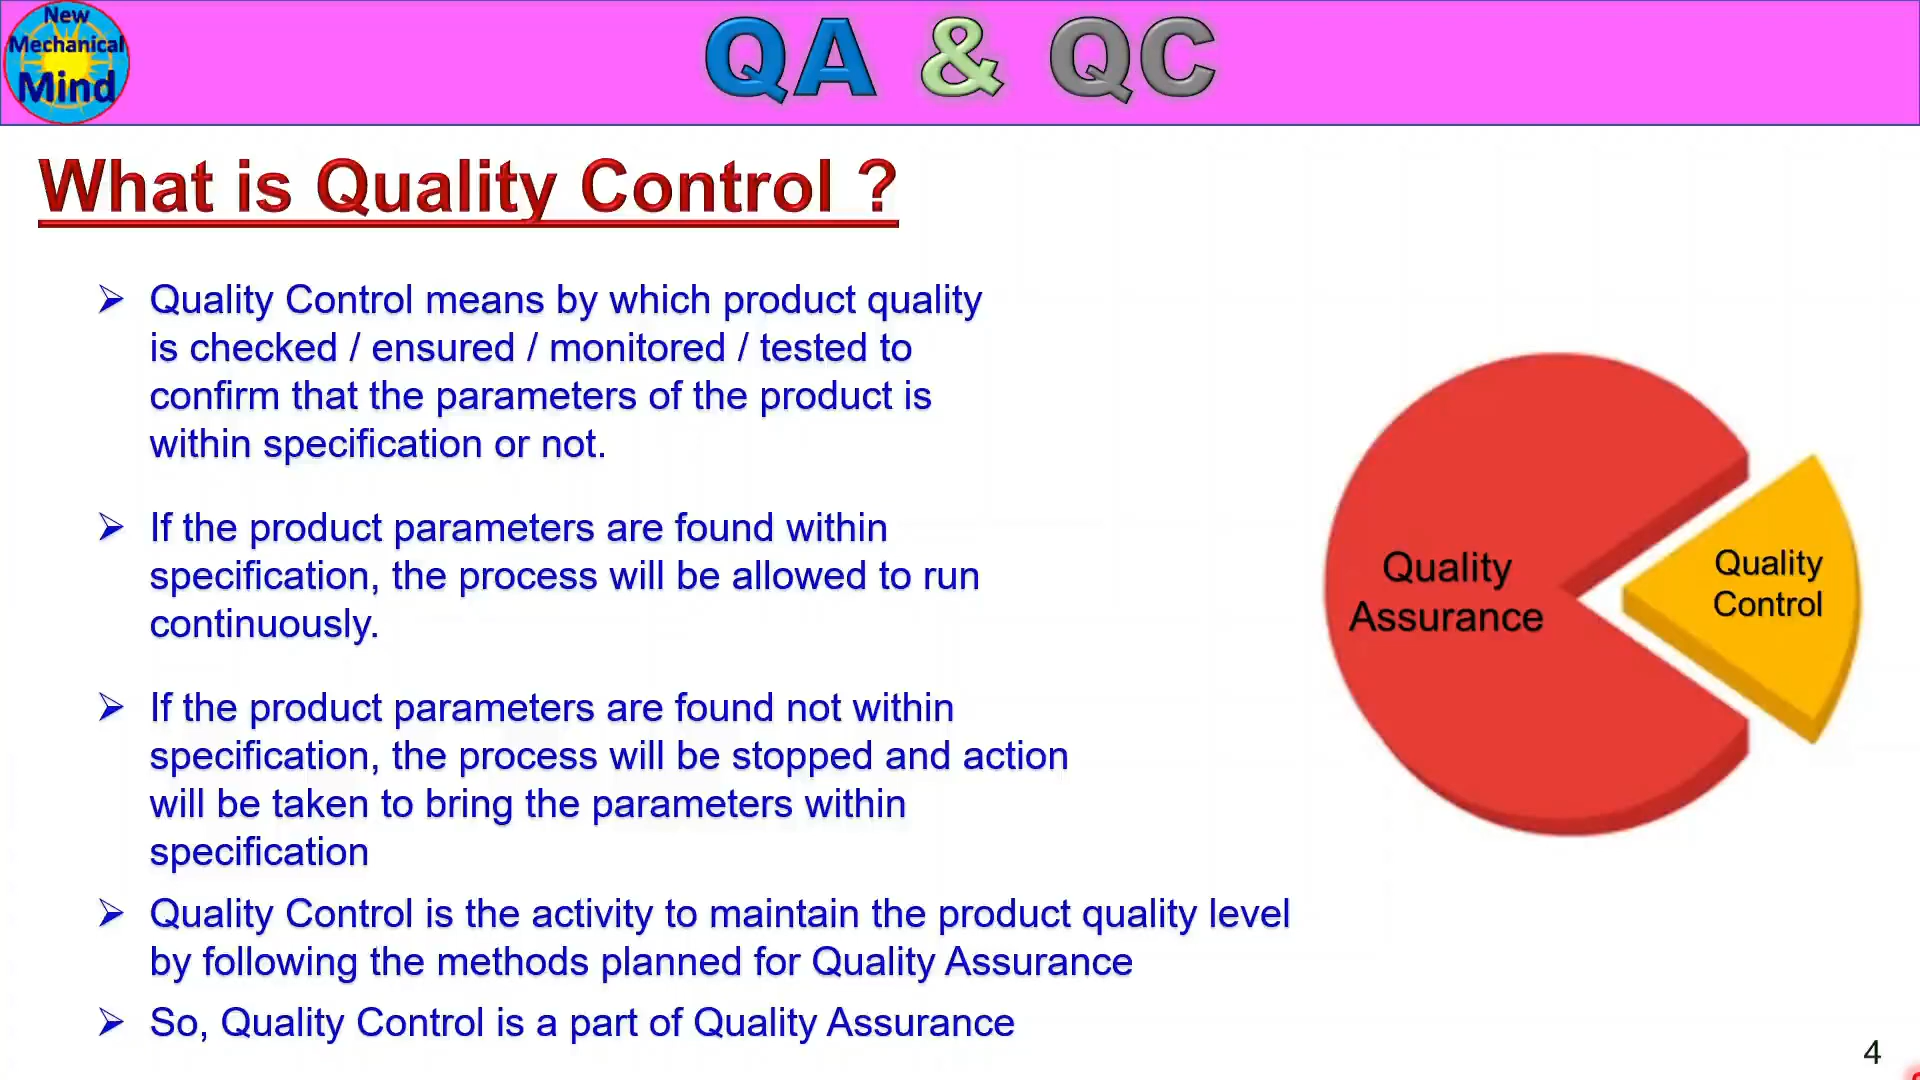 New
Mechanical
Mind
QA & QC
What is Quality Control ?
➢ Quality Control means by which product quality
is checked / ensured / monitored / tested to
confirm that the parameters of the product is
within specification or not.
➢ If the product parameters are found within
specification, the process will be allowed to run
continuously.
➢ If the product parameters are found not within
specification, the process will be stopped and action
will be taken to bring the parameters within
specification
➢ Quality Control is the activity to maintain the product quality level
by following the methods planned for Quality Assurance
➢ So, Quality Control is a part of Quality Assurance
Quality
Assurance
Quality
Control
4